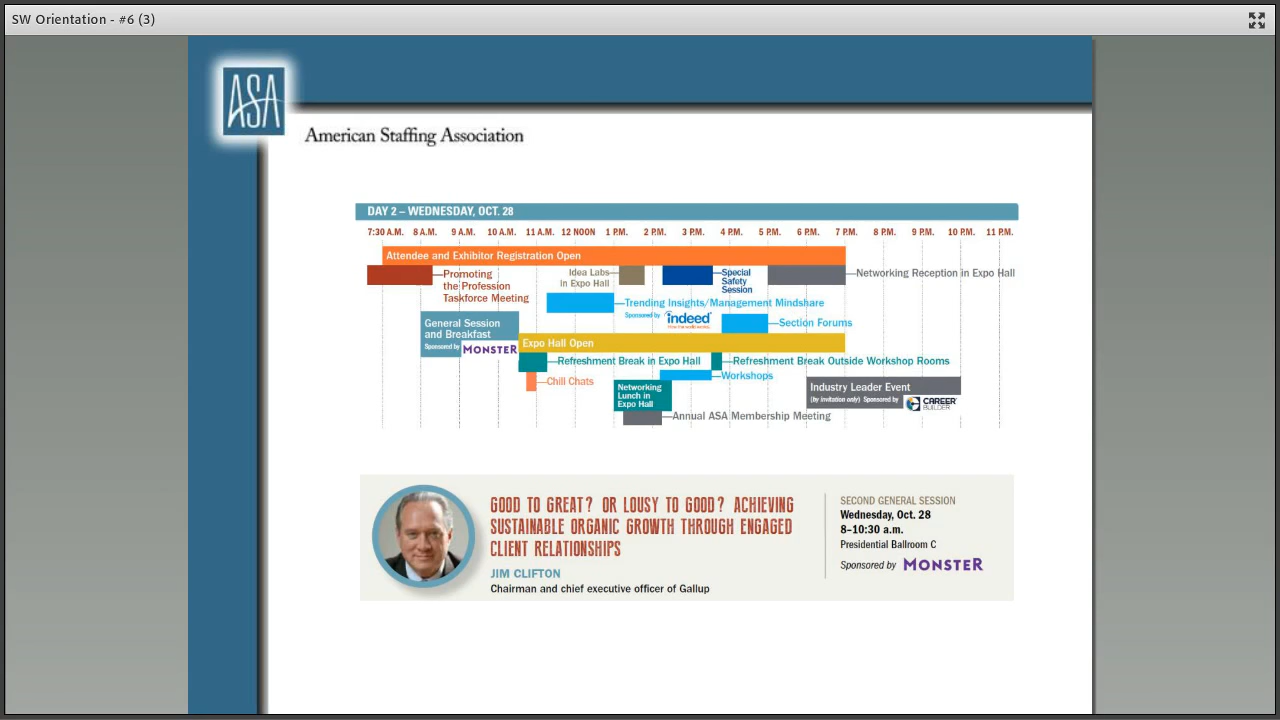 SW Orientation - #6 (3)
ASA
American Staffing Association
DAY 2 – WEDNESDAY, OCT. 28
7:30 A.M. 8 A.M. 9 A.M. 10 A.M. 11 A.M. 12 NOON 1 P.M. 2 P.M. 3 P.M. 4 P.M. 5 P.M. 6 P.M. 7 P.M. 8 P.M. 9 P.M. 10 P.M. 11 P.M.
Attendee and Exhibitor Registration Open
Promoting
the Profession
Taskforce Meeting
Idea Labs
in Expo Hall
Special
Safety
Session
Networking Reception in Expo Hall
Trending Insights/Management Mindshare
Sponsored by indeed
Section Forums
General Session
and Breakfast
Sponsored by MONSTER
Expo Hall Open
Refreshment Break in Expo Hall
Refreshment Break Outside Workshop Rooms
Chill Chats
Workshops
Networking
Lunch in
Expo Hall
Industry Leader Event
(by invitation only) Sponsored by CAREER BUILDER
Annual ASA Membership Meeting
GOOD TO GREAT? OR LOUSY TO GOOD? ACHIEVING
SUSTAINABLE ORGANIC GROWTH THROUGH ENGAGED
CLIENT RELATIONSHIPS
JIM CLIFTON
Chairman and chief executive officer of Gallup
SECOND GENERAL SESSION
Wednesday, Oct. 28
8–10:30 a.m.
Presidential Ballroom C
Sponsored by MONSTER